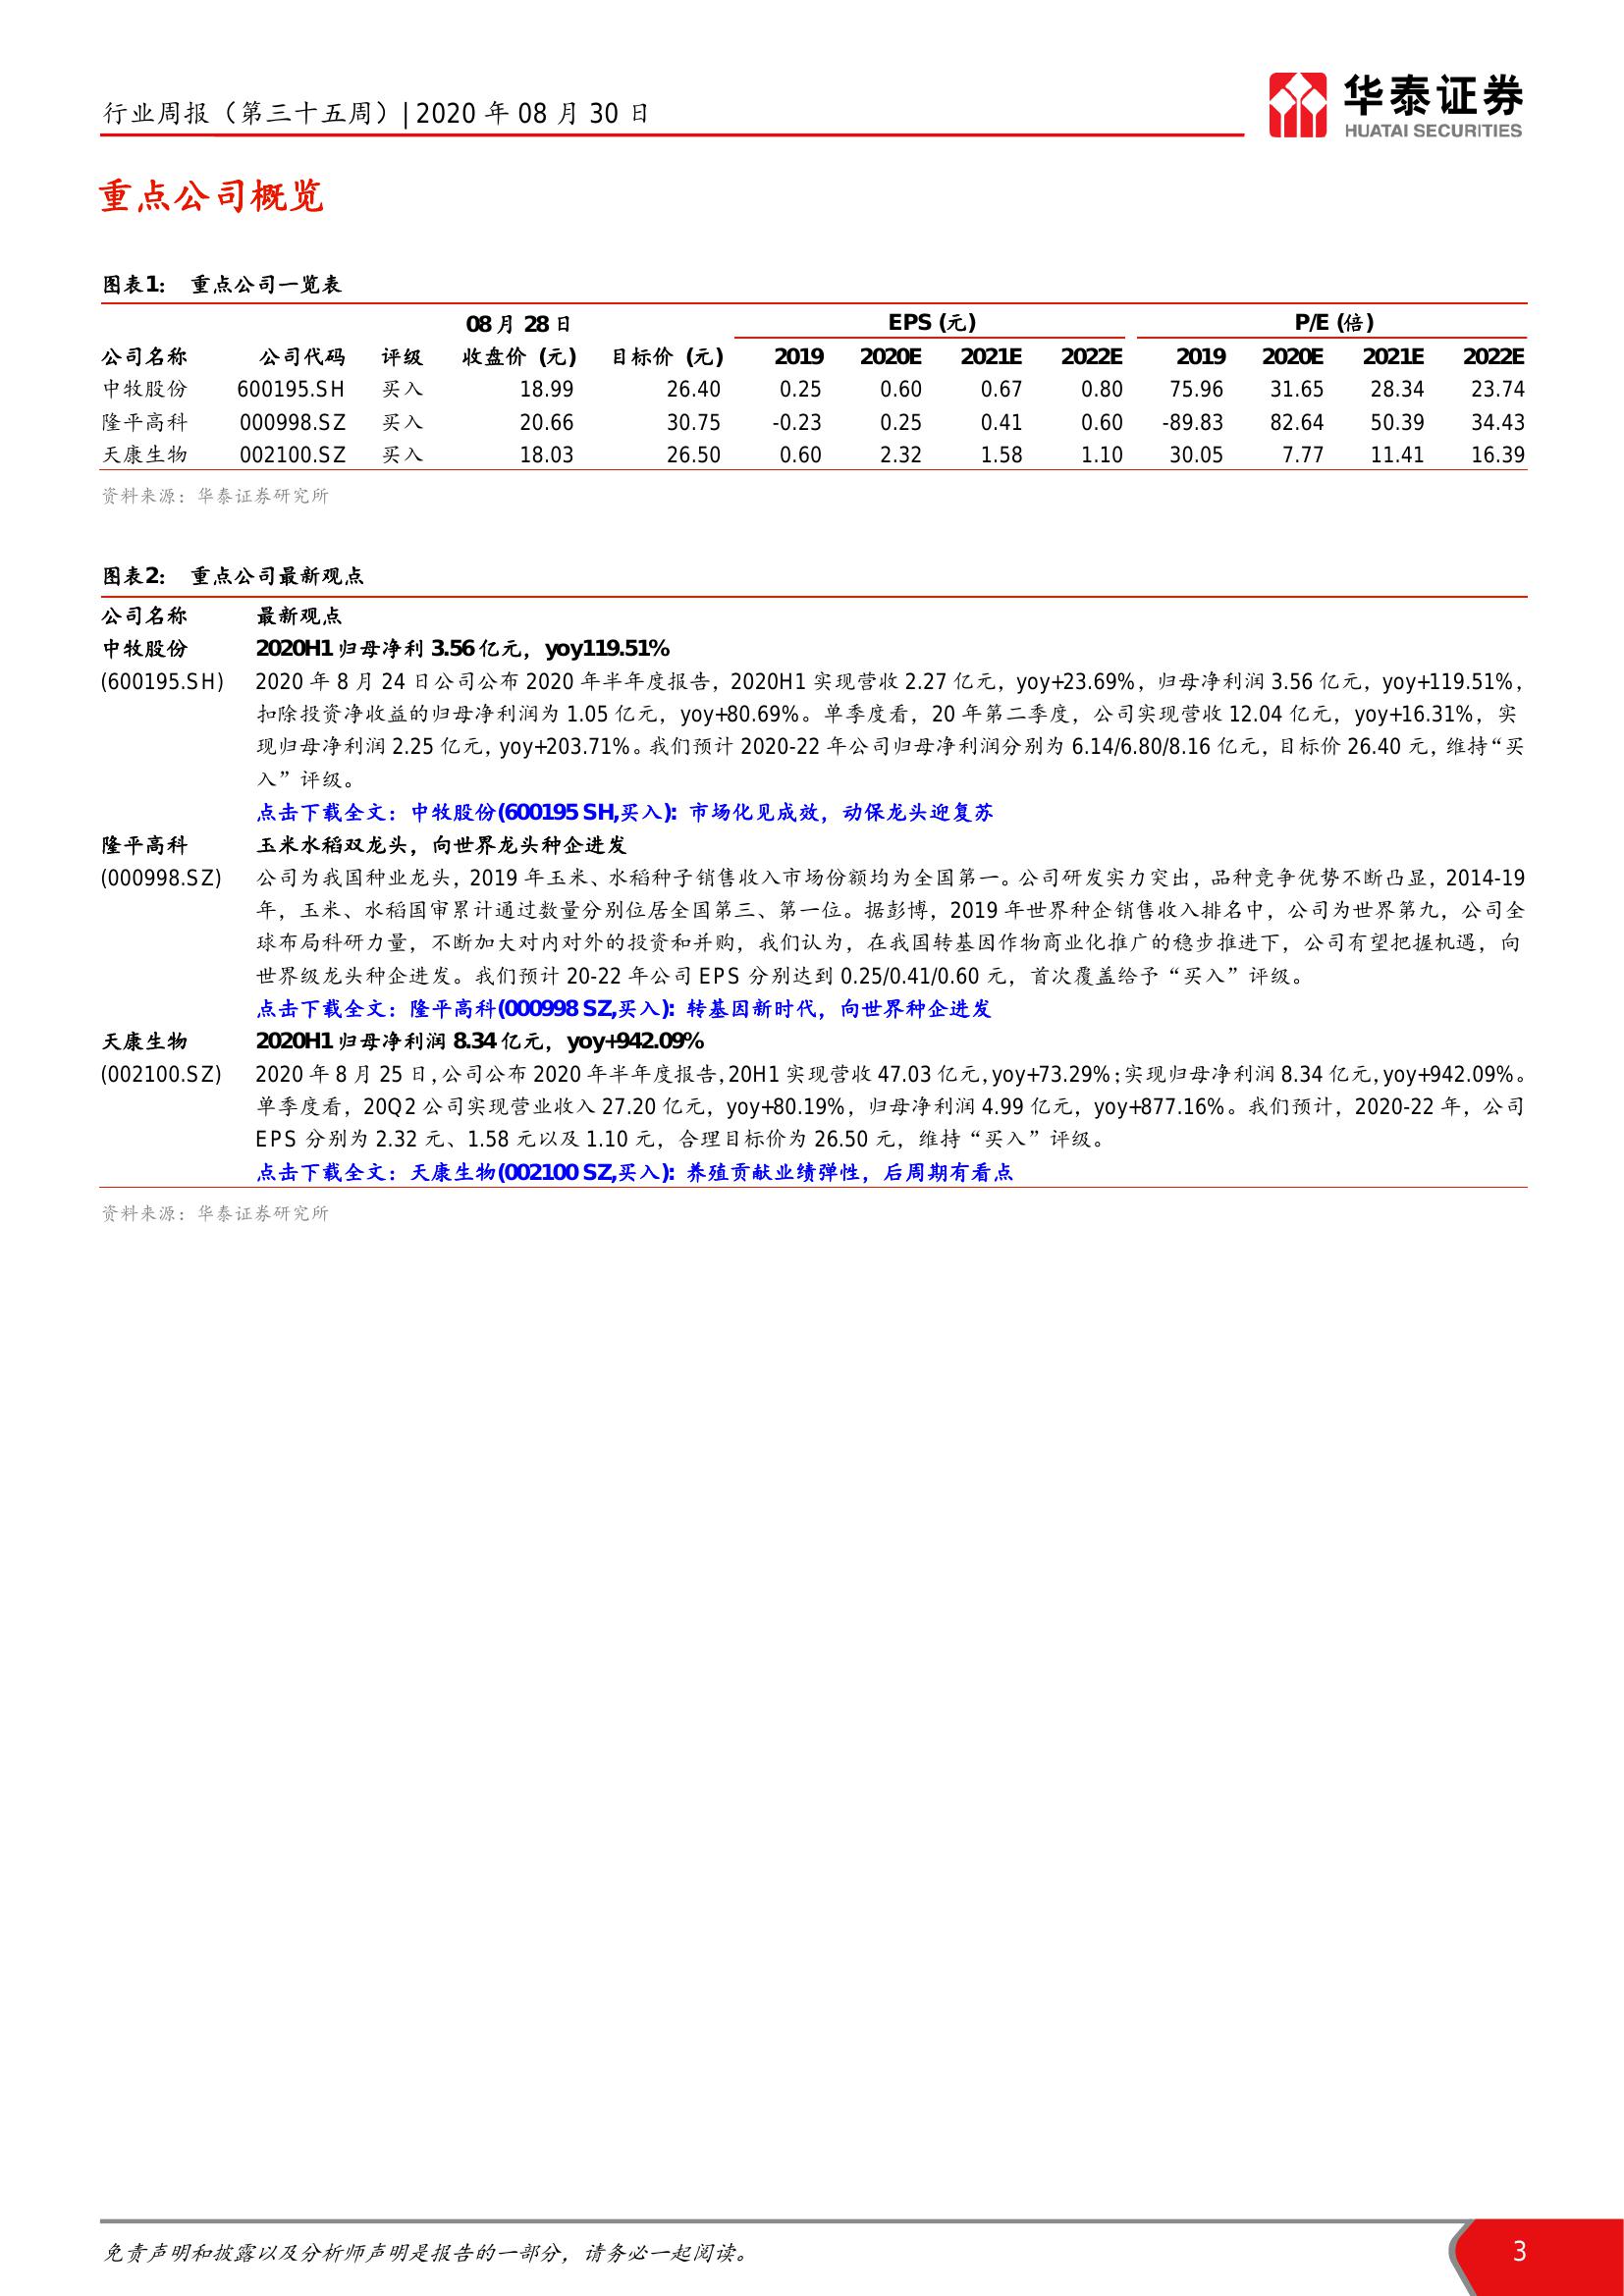 行业周报（第三十五周）| 2020 年 08 月 30 日
华泰证券
HUATAI SECURITIES
重点公司概览
图表1： 重点公司一览表
08 月 28 日 EPS (元) P/E (倍)
公司名称 公司代码 评级 收盘价 (元) 目标价 (元) 2019 2020E 2021E 2022E 2019 2020E 2021E 2022E
中牧股份 600195.SH 买入 18.99 26.40 0.25 0.60 0.67 0.80 75.96 31.65 28.34 23.74
隆平高科 000998.SZ 买入 20.66 30.75 -0.23 0.25 0.41 0.60 -89.83 82.64 50.39 34.43
天康生物 002100.SZ 买入 18.03 26.50 0.60 2.32 1.58 1.10 30.05 7.77 11.41 16.39
资料来源：华泰证券研究所
图表2： 重点公司最新观点
公司名称 最新观点
中牧股份 2020H1 归母净利 3.56 亿元，yoy119.51%
(600195.SH) 2020 年 8 月 24 日公司公布 2020 年半年度报告，2020H1 实现营收 2.27 亿元，yoy+23.69%，归母净利润 3.56 亿元，yoy+119.51%，
扣除投资净收益的归母净利润为 1.05 亿元，yoy+80.69%。单季度看，20 年第二季度，公司实现营收 12.04 亿元，yoy+16.31%，实
现归母净利润 2.25 亿元，yoy+203.71%。我们预计 2020-22 年公司归母净利润分别为 6.14/6.80/8.16 亿元，目标价 26.40 元，维持“买
入”评级。
点击下载全文：中牧股份(600195 SH,买入)：市场化见成效，动保龙头迎复苏
隆平高科 玉米水稻双龙头，向世界龙头种企进发
(000998.SZ) 公司为我国种业龙头，2019 年玉米、水稻种子销售收入市场份额均为全国第一。公司研发实力突出，品种竞争优势不断凸显，2014-19
年，玉米、水稻国审累计通过数量分别位居全国第三、第一位。据彭博，2019 年世界种企销售收入排名中，公司为世界第九，公司全
球布局科研力量，不断加大对内对外的投资和并购，我们认为，在我国转基因作物商业化推广的稳步推进下，公司有望把握机遇，向
世界级龙头种企进发。我们预计 20-22 年公司 EPS 分别达到 0.25/0.41/0.60 元，首次覆盖给予“买入”评级。
点击下载全文：隆平高科(000998 SZ,买入)：转基因新时代，向世界种企进发
天康生物 2020H1 归母净利润 8.34 亿元，yoy+942.09%
(002100.SZ) 2020 年 8 月 25 日，公司公布 2020 年半年度报告，20H1 实现营收 47.03 亿元，yoy+73.29%；实现归母净利润 8.34 亿元，yoy+942.09%。
单季度看，20Q2 公司实现营业收入 27.20 亿元，yoy+80.19%，归母净利润 4.99 亿元，yoy+877.16%。我们预计，2020-22 年，公司
EPS 分别为 2.32 元、1.58 元以及 1.10 元，合理目标价为 26.50 元，维持“买入”评级。
点击下载全文：天康生物(002100 SZ,买入)：养殖贡献业绩弹性，后周期有看点
资料来源：华泰证券研究所
免责声明和披露以及分析师声明是报告的一部分，请务必一起阅读。
3